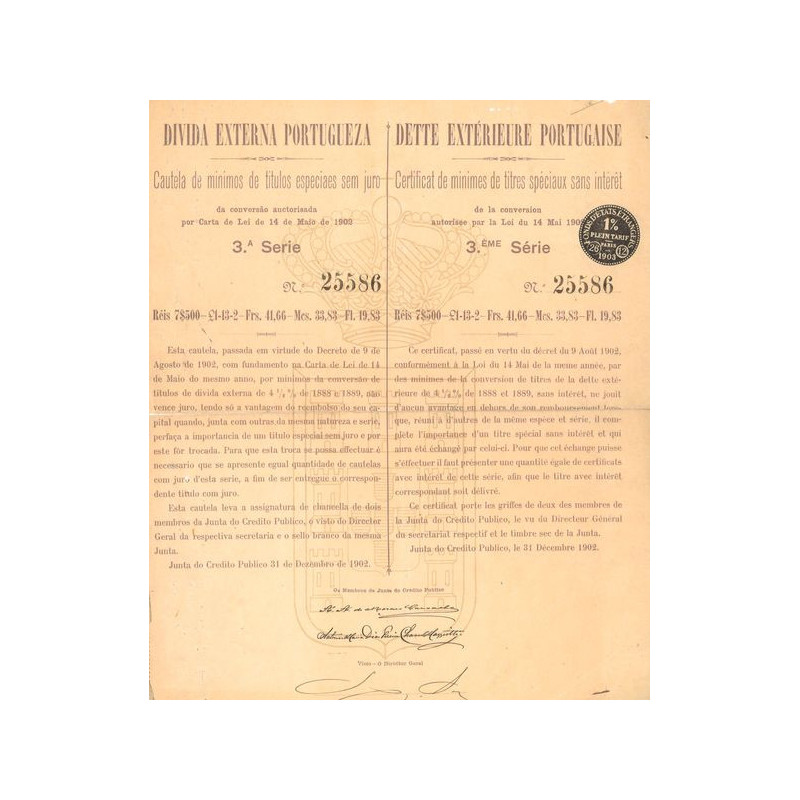 DIVIDA EXTERNA PORTUGUEZA
Cautela de minimos de titulos especiaes sem juro
da conversão auctorisada
por Carta de Lei de 14 de Maio de 1902
3.ª Serie
N.º 25586
Réis 7$500—£1-13-2—Frs. 41,66—Mcs. 33,83—Fl. 19,83
Esta cautela, passada em virtude do Decreto de 9 de
Agosto de 1902, com fundamento na Carta de Lei de 14
de Maio do mesmo anno, por minimos da conversão de
titulos de divida externa de 4 ½ % de 1888 e 1889, não
vence juro, tendo só a vantagem do reembolso do seu ca-
pital quando, junta com outras da mesma natureza e serie,
perfaça a importancia de um titulo especial sem juro e por
este fôr trocada. Para que esta troca se possa effectuar é
necessario que se apresente egual quantidade de cautelas
com juro d'esta serie, a fim de ser entregue o correspon-
dente titulo com juro.
Esta cautela leva a assignatura de chancella de dois
membros da Junta do Credito Publico, o visto do Director
Geral da respectiva secretaria e o sello branco da mesma
Junta.
Junta do Credito Publico 31 de Dezembro de 1902.
DETTE EXTÉRIEURE PORTUGAISE
Certificat de minimes de titres spéciaux sans intérêt
de la conversion
autorisée par la Loi du 14 Mai 190
3.ÈME Série
N.º 25586
Réis 7$500—£1-13-2—Frs. 41,66—Mcs. 33,83—Fl. 19,83
Ce certificat, passé en vertu du décret du 9 Août 1902,
conformément à la Loi du 14 Mai de la meme année, par
des minimes de la conversion de titres de la dette exté-
rieure de 4 ½ % de 1888 et 1889, sans intérêt, ne jouit
d'aucun avantage en dehors de son remboursement lors-
que, réuni à d'autres de la même espèce et série, il com-
plète l'importance d'un titre spécial sans intérêt et qui
aura été échangé par celui-ci. Pour que cet échange puisse
s'effectuer il faut présenter une quantité égale de certificats
avec intérêt de cette série, afin que le titre avec intérêt
correspondant soit délivré.
Ce certificat porte les griffes de deux des membres de
la Junta do Credito Publico, le vu du Directeur Général
du secretariat respectif et le timbre sec de la Junta.
Junta do Credito Publico, le 31 Décembre 1902.
FONDS D'ETATS ETRANGERS
1%
PLEIN TARIF
PARIS
26 12
1903
Os Membros da Junta do Credito Publico
Visto - O Director Geral